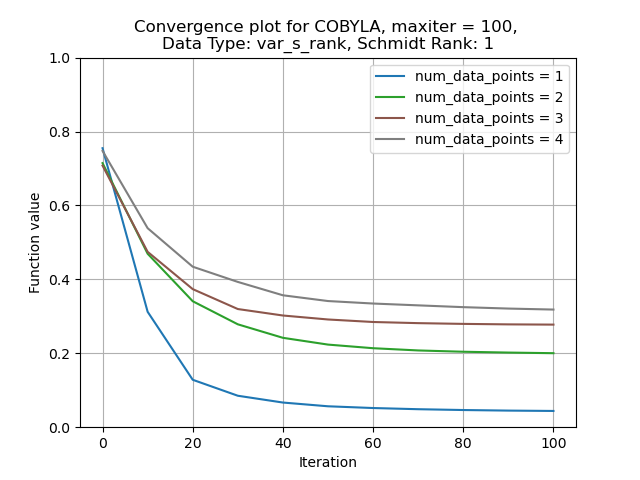 Convergence plot for COBYLA, maxiter = 100,
Data Type: var_s_rank, Schmidt Rank: 1
num_data_points = 1
num_data_points = 2
num_data_points = 3
num_data_points = 4
Function value
1.0
0.8
0.6
0.4
0.2
0.0
0 20 40 60 80 100
Iteration